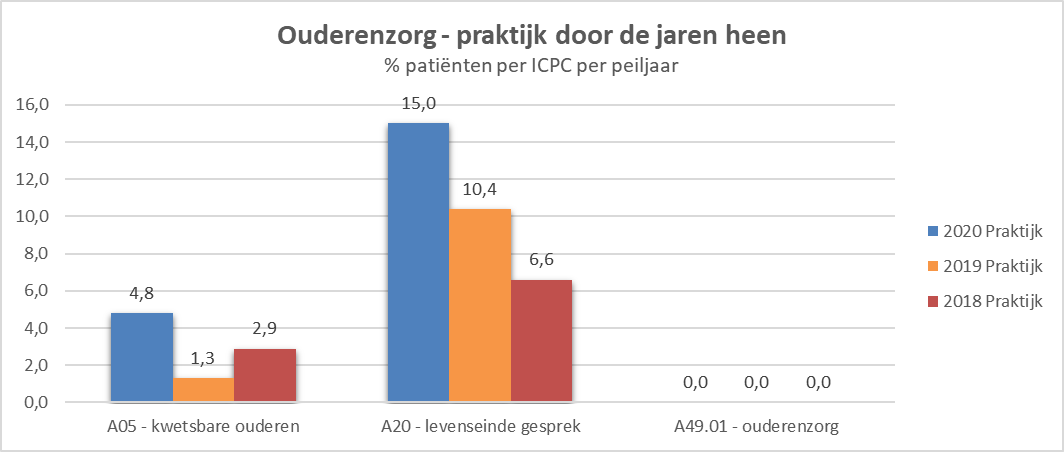 Ouderenzorg - praktijk door de jaren heen
% patiënten per ICPC per peiljaar
16,0
14,0
12,0
10,0
8,0
6,0
4,0
2,0
0,0
4,8
1,3
2,9
15,0
10,4
6,6
0,0
0,0
0,0
A05 - kwetsbare ouderen
A20 - levenseinde gesprek
A49.01 - ouderenzorg
2020 Praktijk
2019 Praktijk
2018 Praktijk